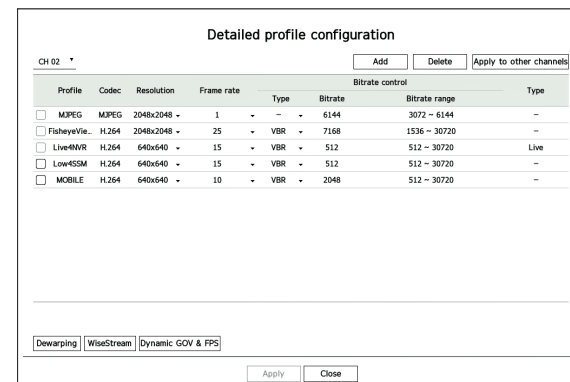 Detailed profile configuration
CH 02 Add Delete Apply to other channels
Bitrate control
Profile Codec Resolution Frame rate Type
Type Bitrate Bitrate range
MJPEG MJPEG 2048x2048 1 – 6144 3072 ~ 6144 –
FisheyeVie... H.264 2048x2048 25 VBR 7168 1536 ~ 30720 –
Live4NVR H.264 640x640 15 VBR 512 512 ~ 30720 Live
Low4SSM H.264 640x640 15 VBR 512 512 ~ 30720 –
MOBILE H.264 640x640 10 VBR 2048 512 ~ 30720 –
Dewarping WiseStream Dynamic GOV & FPS
Apply Close